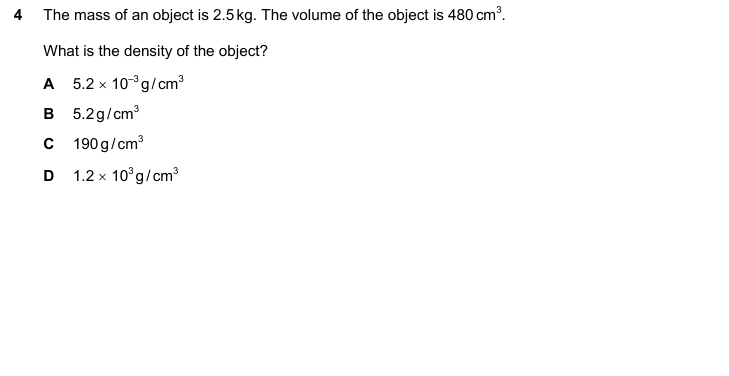 4 The mass of an object is 2.5 kg. The volume of the object is 480 cm³.
What is the density of the object?
A 5.2 × 10⁻³ g / cm³
B 5.2 g / cm³
C 190 g / cm³
D 1.2 × 10³ g / cm³